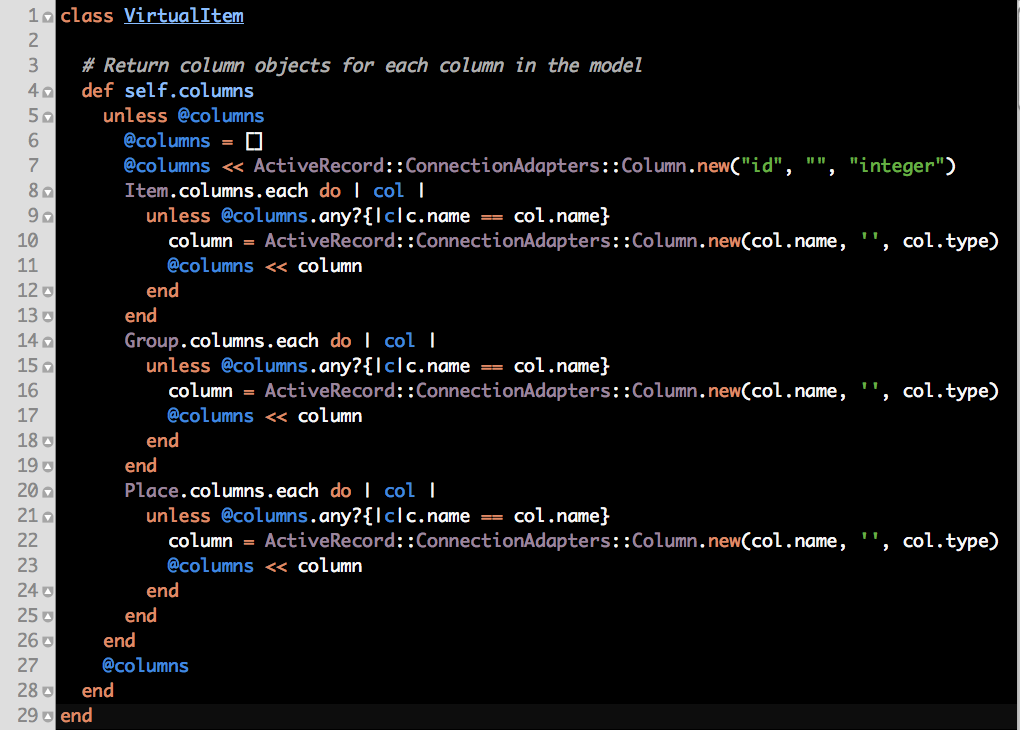 1 class VirtualItem
2
3   # Return column objects for each column in the model
4   def self.columns
5     unless @columns
6       @columns = []
7       @columns << ActiveRecord::ConnectionAdapters::Column.new("id", "", "integer")
8       Item.columns.each do | col |
9         unless @columns.any?{|c|c.name == col.name}
10           column = ActiveRecord::ConnectionAdapters::Column.new(col.name, '', col.type)
11           @columns << column
12         end
13       end
14       Group.columns.each do | col |
15         unless @columns.any?{|c|c.name == col.name}
16           column = ActiveRecord::ConnectionAdapters::Column.new(col.name, '', col.type)
17           @columns << column
18         end
19       end
20       Place.columns.each do | col |
21         unless @columns.any?{|c|c.name == col.name}
22           column = ActiveRecord::ConnectionAdapters::Column.new(col.name, '', col.type)
23           @columns << column
24         end
25       end
26     end
27     @columns
28   end
29 end